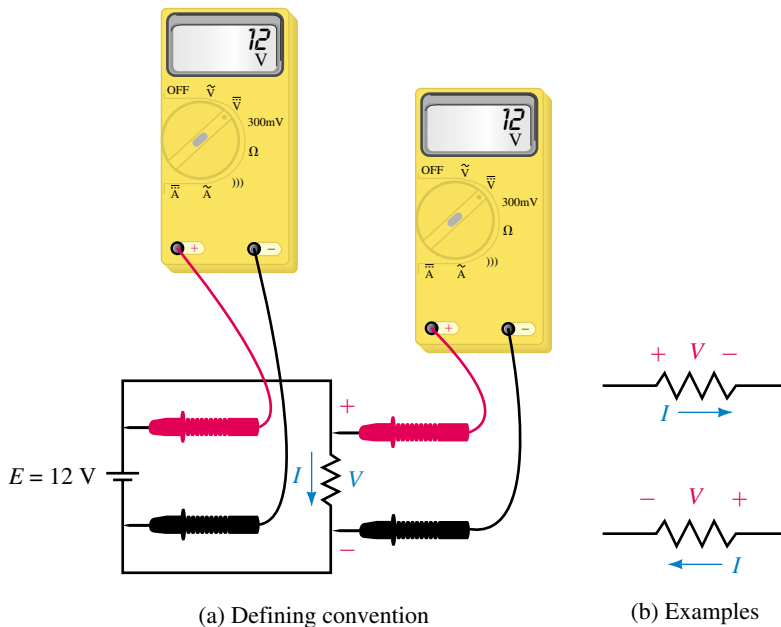 12
V
OFF
Ṽ
V
300mV
Ω
)))
A
Ã
+ −
12
V
OFF
Ṽ
V
300mV
Ω
)))
A
Ã
+ −
E = 12 V
+
I V
−
+ V −
I
− V +
I
(a) Defining convention
(b) Examples